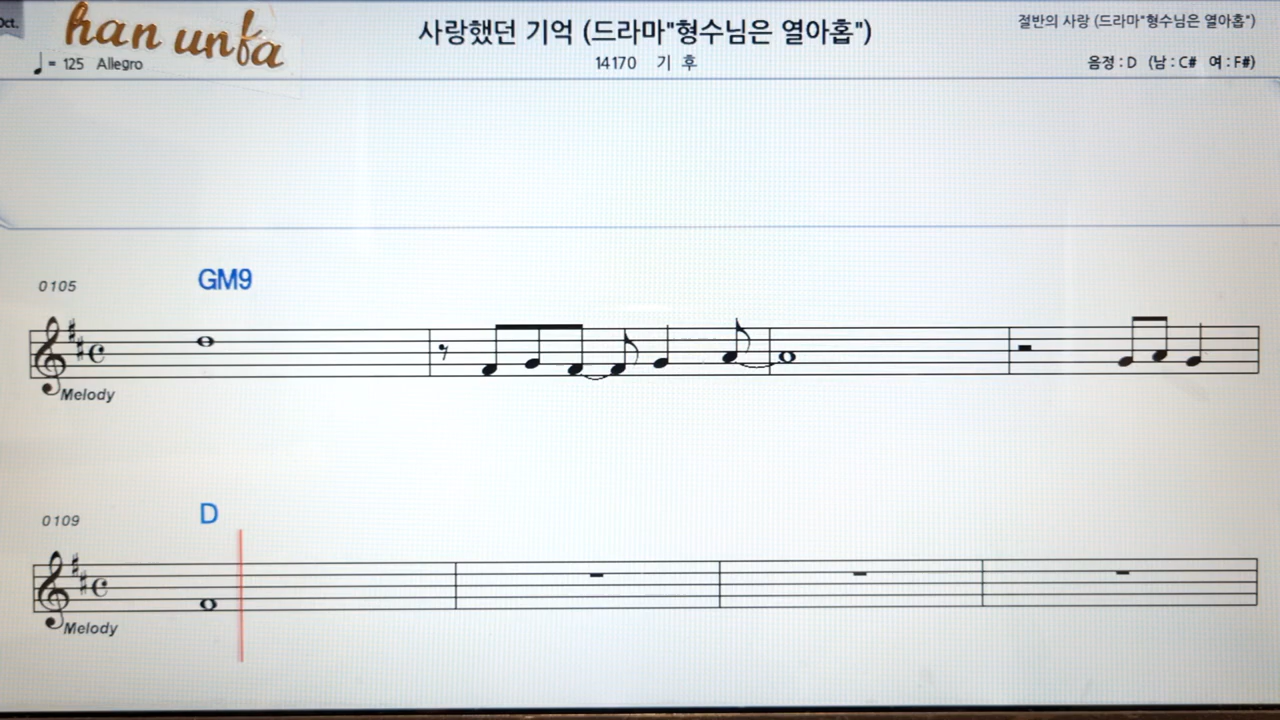 Oct.
han unfa
♩= 125 Allegro
사랑했던 기억 (드라마"형수님은 열아홉")
14170 기 후
절반의 사랑 (드라마"형수님은 열아홉")
음정 : D (남 : C# 여 : F#)
0105
GM9
Melody
0109
D
Melody